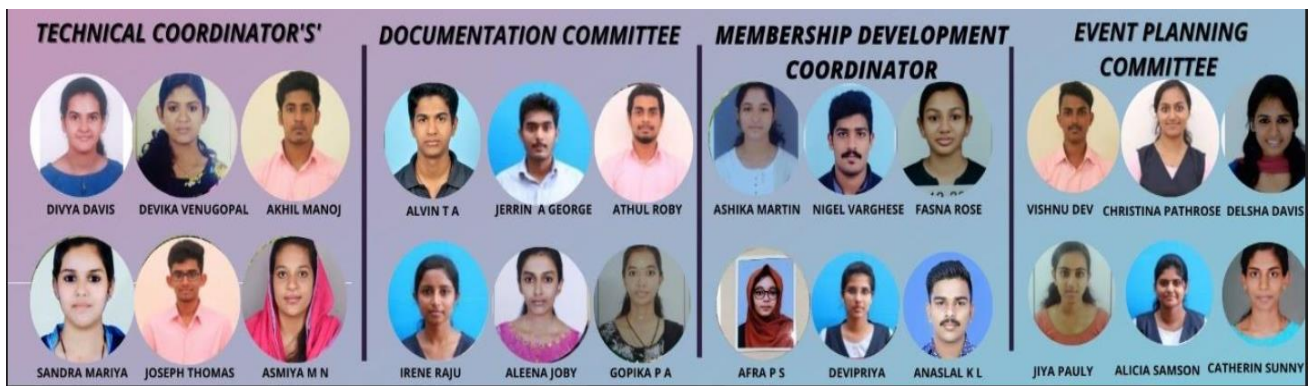 TECHNICAL COORDINATOR'S'
DIVYA DAVIS DEVIKA VENUGOPAL AKHIL MANOJ
SANDRA MARIYA JOSEPH THOMAS ASMIYA M N
DOCUMENTATION COMMITTEE
ALVIN T A JERRIN A GEORGE ATHUL ROBY
IRENE RAJU ALEENA JOBY GOPIKA P A
MEMBERSHIP DEVELOPMENT
COORDINATOR
ASHIKA MARTIN NIGEL VARGHESE FASNA ROSE
AFRA P S DEVIPRIYA ANASLAL K L
EVENT PLANNING
COMMITTEE
VISHNU DEV CHRISTINA PATHROSE DELSHA DAVIS
JIYA PAULY ALICIA SAMSON CATHERIN SUNNY